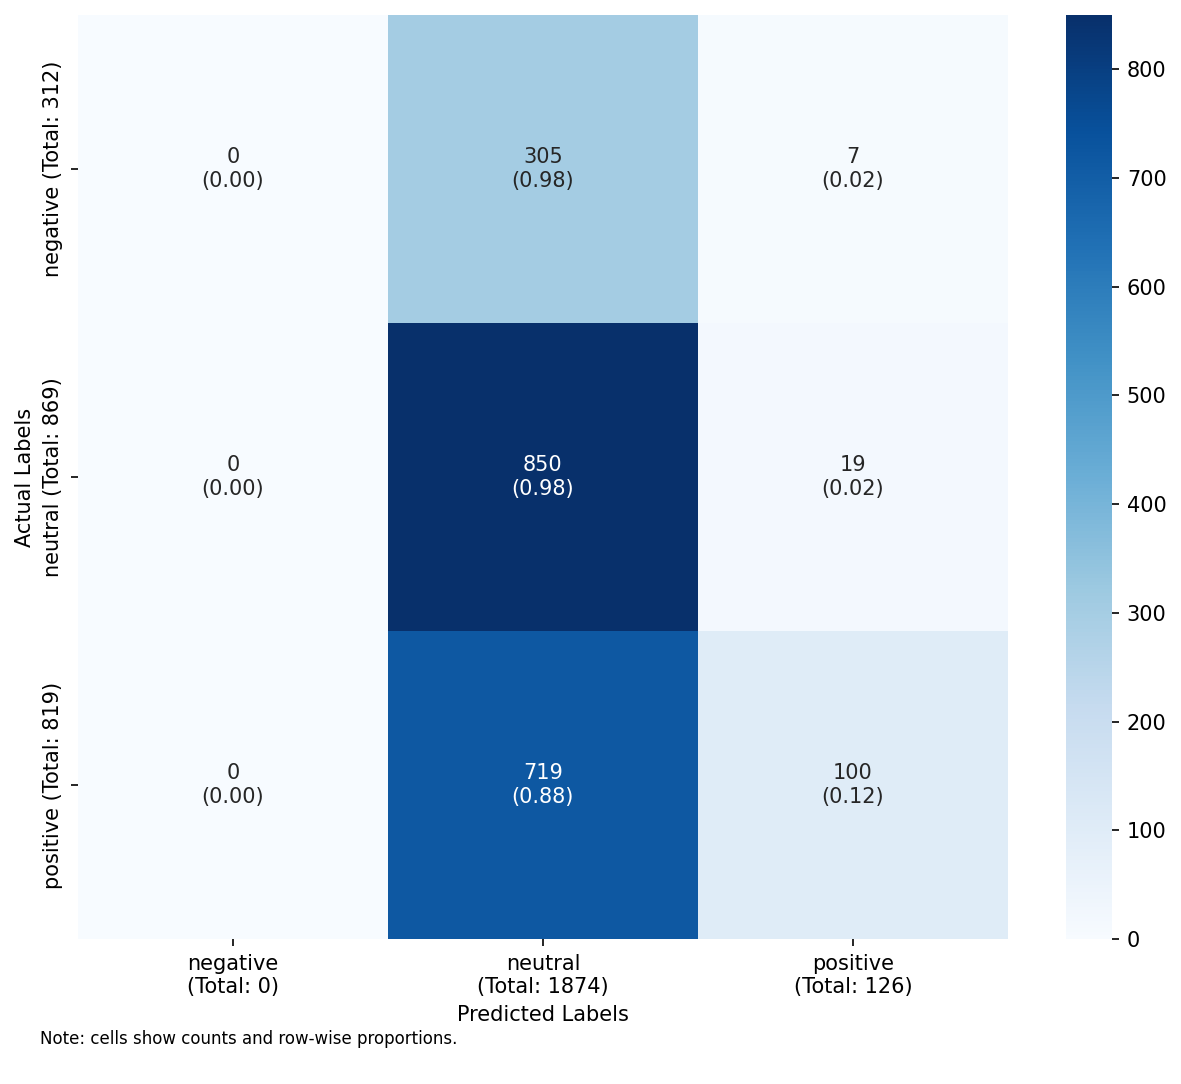 negative (Total: 312)
0
(0.00)
305
(0.98)
7
(0.02)
Actual Labels
neutral (Total: 869)
0
(0.00)
850
(0.98)
19
(0.02)
positive (Total: 819)
0
(0.00)
719
(0.88)
100
(0.12)
negative
(Total: 0)
neutral
(Total: 1874)
positive
(Total: 126)
Predicted Labels
Note: cells show counts and row-wise proportions.
800
700
600
500
400
300
200
100
0